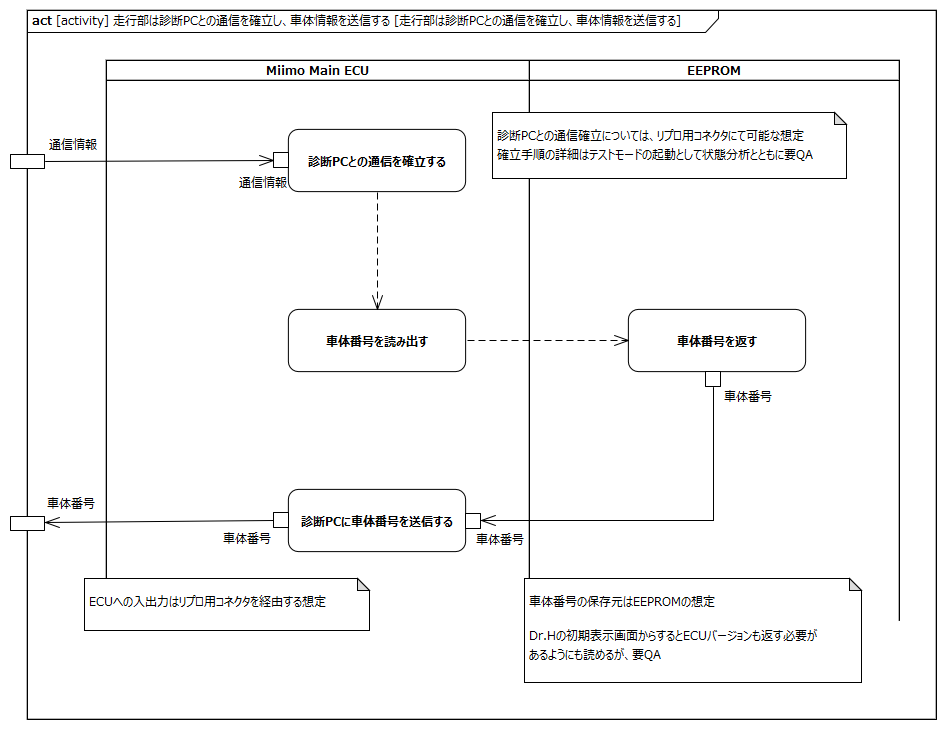 act [activity] 走行部は診断PCとの通信を確立し、車体情報を送信する [走行部は診断PCとの通信を確立し、車体情報を送信する]
Miimo Main ECU
EEPROM
通信情報
診断PCとの通信を確立する
通信情報
診断PCとの通信確立については、リプロ用コネクタにて可能な想定
確立手順の詳細はテストモードの起動として状態分析とともに要QA
車体番号を読み出す
車体番号を返す
車体番号
車体番号
診断PCに車体番号を送信する
車体番号
車体番号
ECUへの入出力はリプロ用コネクタを経由する想定
車体番号の保存元はEEPROMの想定
Dr.Hの初期表示画面からするとECUバージョンも返す必要が
あるようにも読めるが、要QA